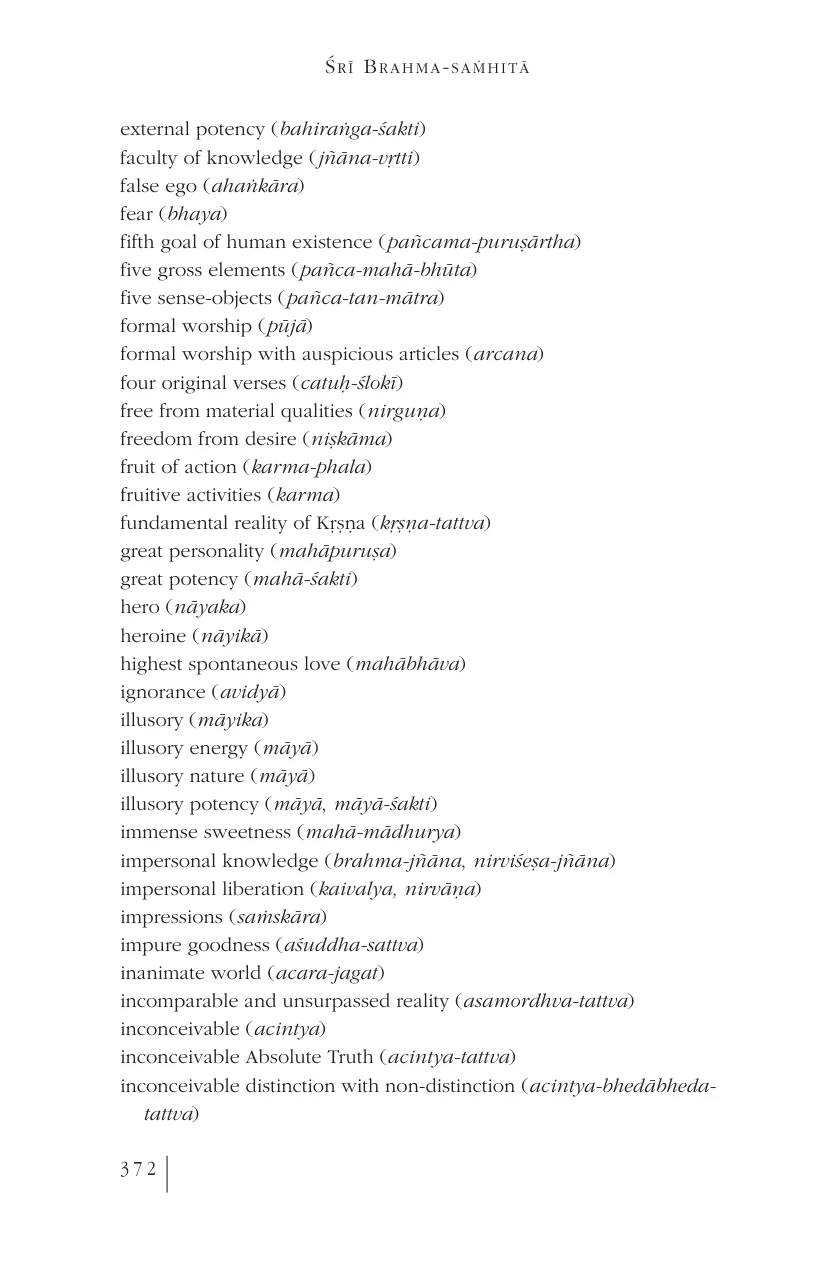 Śrī Brahma-saṁhitā
external potency (bahiraṅga-śakti)
faculty of knowledge (jñāna-vṛtti)
false ego (ahaṅkāra)
fear (bhaya)
fifth goal of human existence (pañcama-puruṣārtha)
five gross elements (pañca-mahā-bhūta)
five sense-objects (pañca-tan-mātra)
formal worship (pūjā)
formal worship with auspicious articles (arcana)
four original verses (catuḥ-ślokī)
free from material qualities (nirguṇa)
freedom from desire (niṣkāma)
fruit of action (karma-phala)
fruitive activities (karma)
fundamental reality of Kṛṣṇa (kṛṣṇa-tattva)
great personality (mahāpuruṣa)
great potency (mahā-śakti)
hero (nāyaka)
heroine (nāyikā)
highest spontaneous love (mahābhāva)
ignorance (avidyā)
illusory (māyika)
illusory energy (māyā)
illusory nature (māyā)
illusory potency (māyā, māyā-śakti)
immense sweetness (mahā-mādhurya)
impersonal knowledge (brahma-jñāna, nirviśeṣa-jñāna)
impersonal liberation (kaivalya, nirvāṇa)
impressions (saṁskāra)
impure goodness (aśuddha-sattva)
inanimate world (acara-jagat)
incomparable and unsurpassed reality (asamordhva-tattva)
inconceivable (acintya)
inconceivable Absolute Truth (acintya-tattva)
inconceivable distinction with non-distinction (acintya-bhedābheda-
tattva)
372